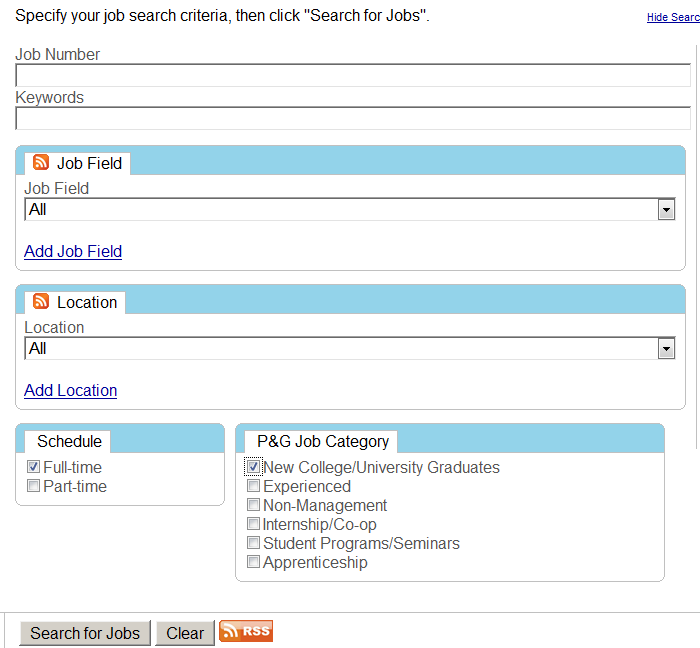 Specify your job search criteria, then click "Search for Jobs".
Hide Searc
Job Number
Keywords
Job Field
Job Field
All
Add Job Field
Location
Location
All
Add Location
Schedule
Full-time
Part-time
P&G Job Category
New College/University Graduates
Experienced
Non-Management
Internship/Co-op
Student Programs/Seminars
Apprenticeship
Search for Jobs Clear RSS